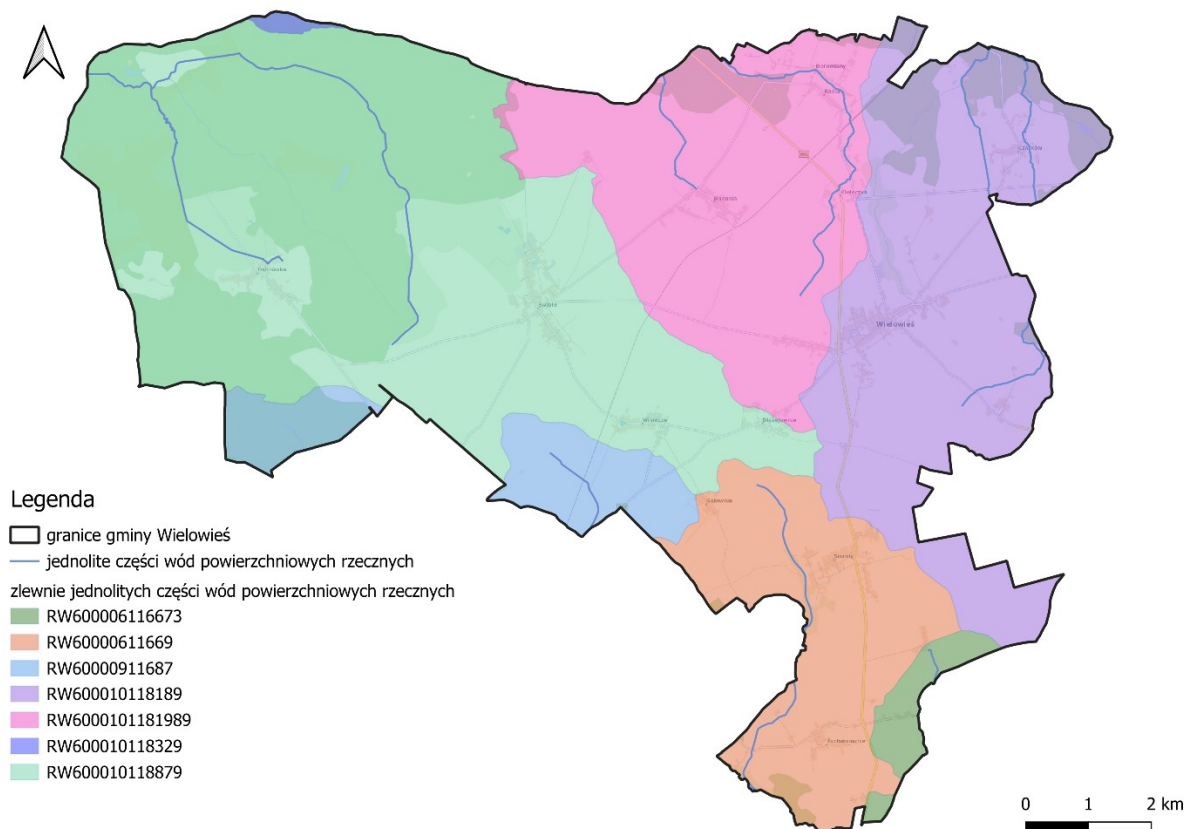 Wielowieś
Legenda
granice gminy Wielowieś
jednolite części wód powierzchniowych rzecznych
zlewnie jednolitych części wód powierzchniowych rzecznych
RW600006116673
RW60000611669
RW60000911687
RW600010118189
RW6000101181989
RW600010118329
RW600010118879
0 1 2 km